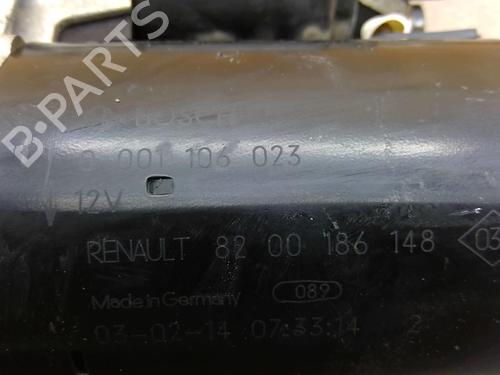 B-PARTS
BOSCH
0 001 106 023
12V
RENAULT 82 00 186 148 03
Made in Germany 089
03-02-14 07:33:14 2